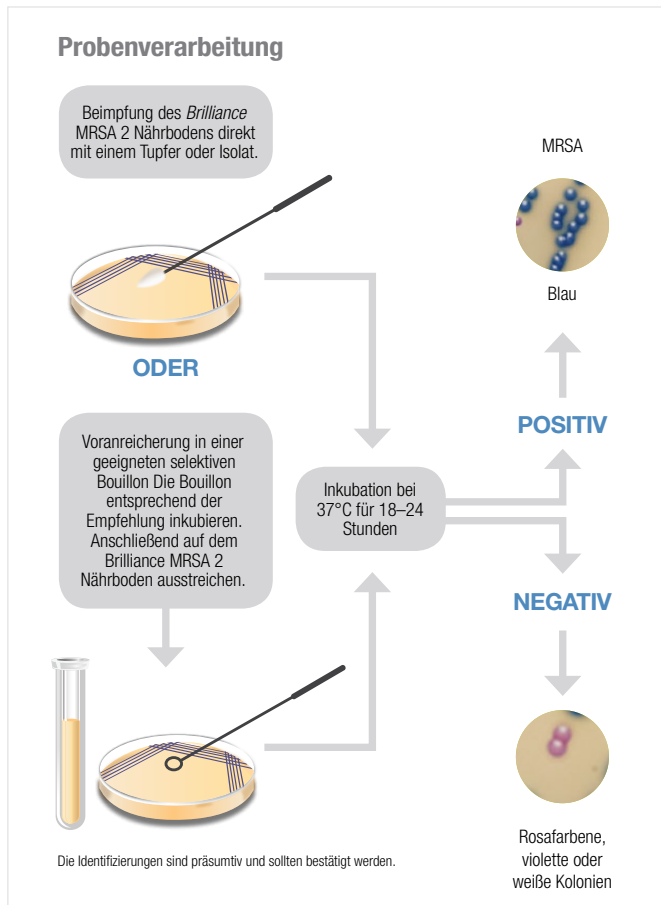 Probenverarbeitung
Beimpfung des Brilliance
MRSA 2 Nährbodens direkt
mit einem Tupfer oder Isolat.
ODER
Voranreicherung in einer
geeigneten selektiven
Bouillon Die Bouillon
entsprechend der
Empfehlung inkubieren.
Anschließend auf dem
Brilliance MRSA 2
Nährboden ausstreichen.
Inkubation bei
37°C für 18–24
Stunden
MRSA
Blau
POSITIV
NEGATIV
Rosafarbene,
violette oder
weiße Kolonien
Die Identifizierungen sind präsumtiv und sollten bestätigt werden.